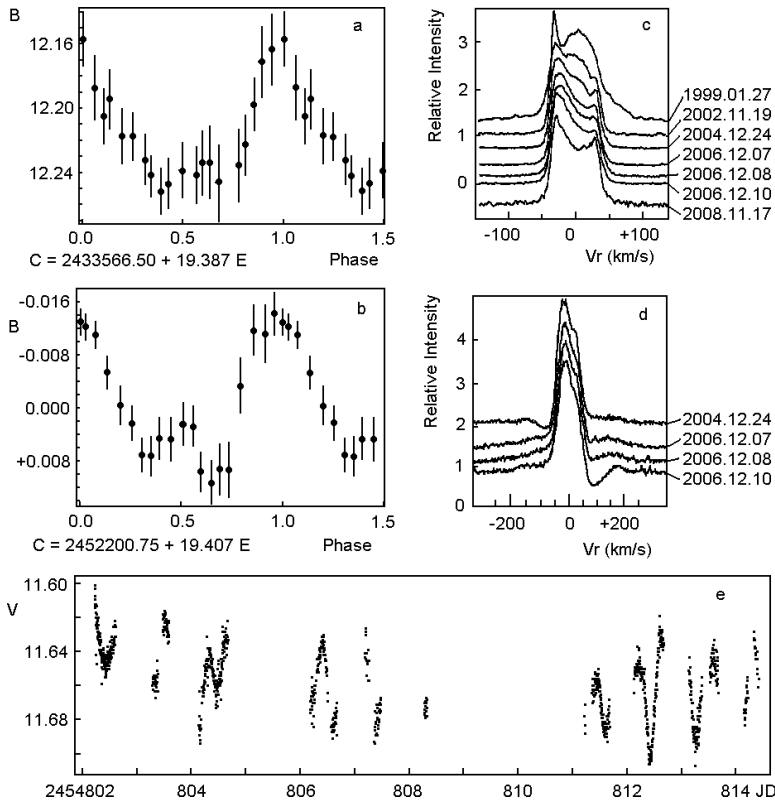 B
a
12.16
12.20
12.24
0.0 0.5 1.0 1.5
C = 2433566.50 + 19.387 E Phase
B
b
-0.016
-0.008
0.000
+0.008
0.0 0.5 1.0 1.5
C = 2452200.75 + 19.407 E Phase
Relative Intensity
c
3
2
1
0
1999.01.27
2002.11.19
2004.12.24
2006.12.07
2006.12.08
2006.12.10
2008.11.17
-100 0 +100
Vr (km/s)
Relative Intensity
d
4
3
2
1
0
2004.12.24
2006.12.07
2006.12.08
2006.12.10
-200 0 +200
Vr (km/s)
V
e
11.60
11.64
11.68
2454802 804 806 808 810 812 814 JD